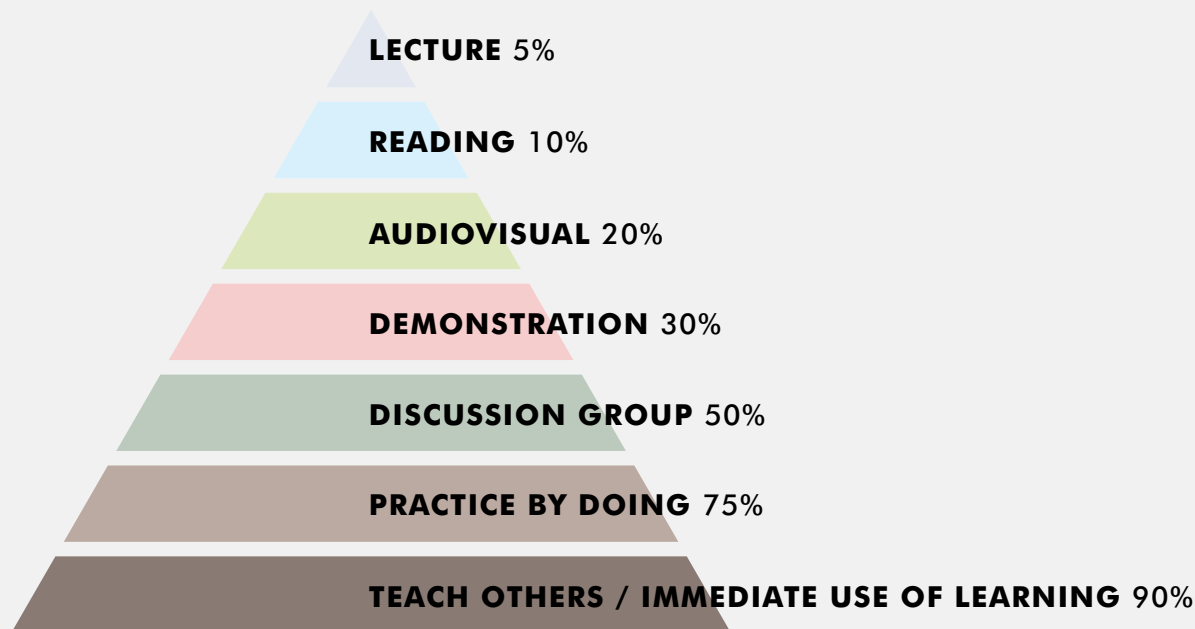 LECTURE 5%
READING 10%
AUDIOVISUAL 20%
DEMONSTRATION 30%
DISCUSSION GROUP 50%
PRACTICE BY DOING 75%
TEACH OTHERS / IMMEDIATE USE OF LEARNING 90%